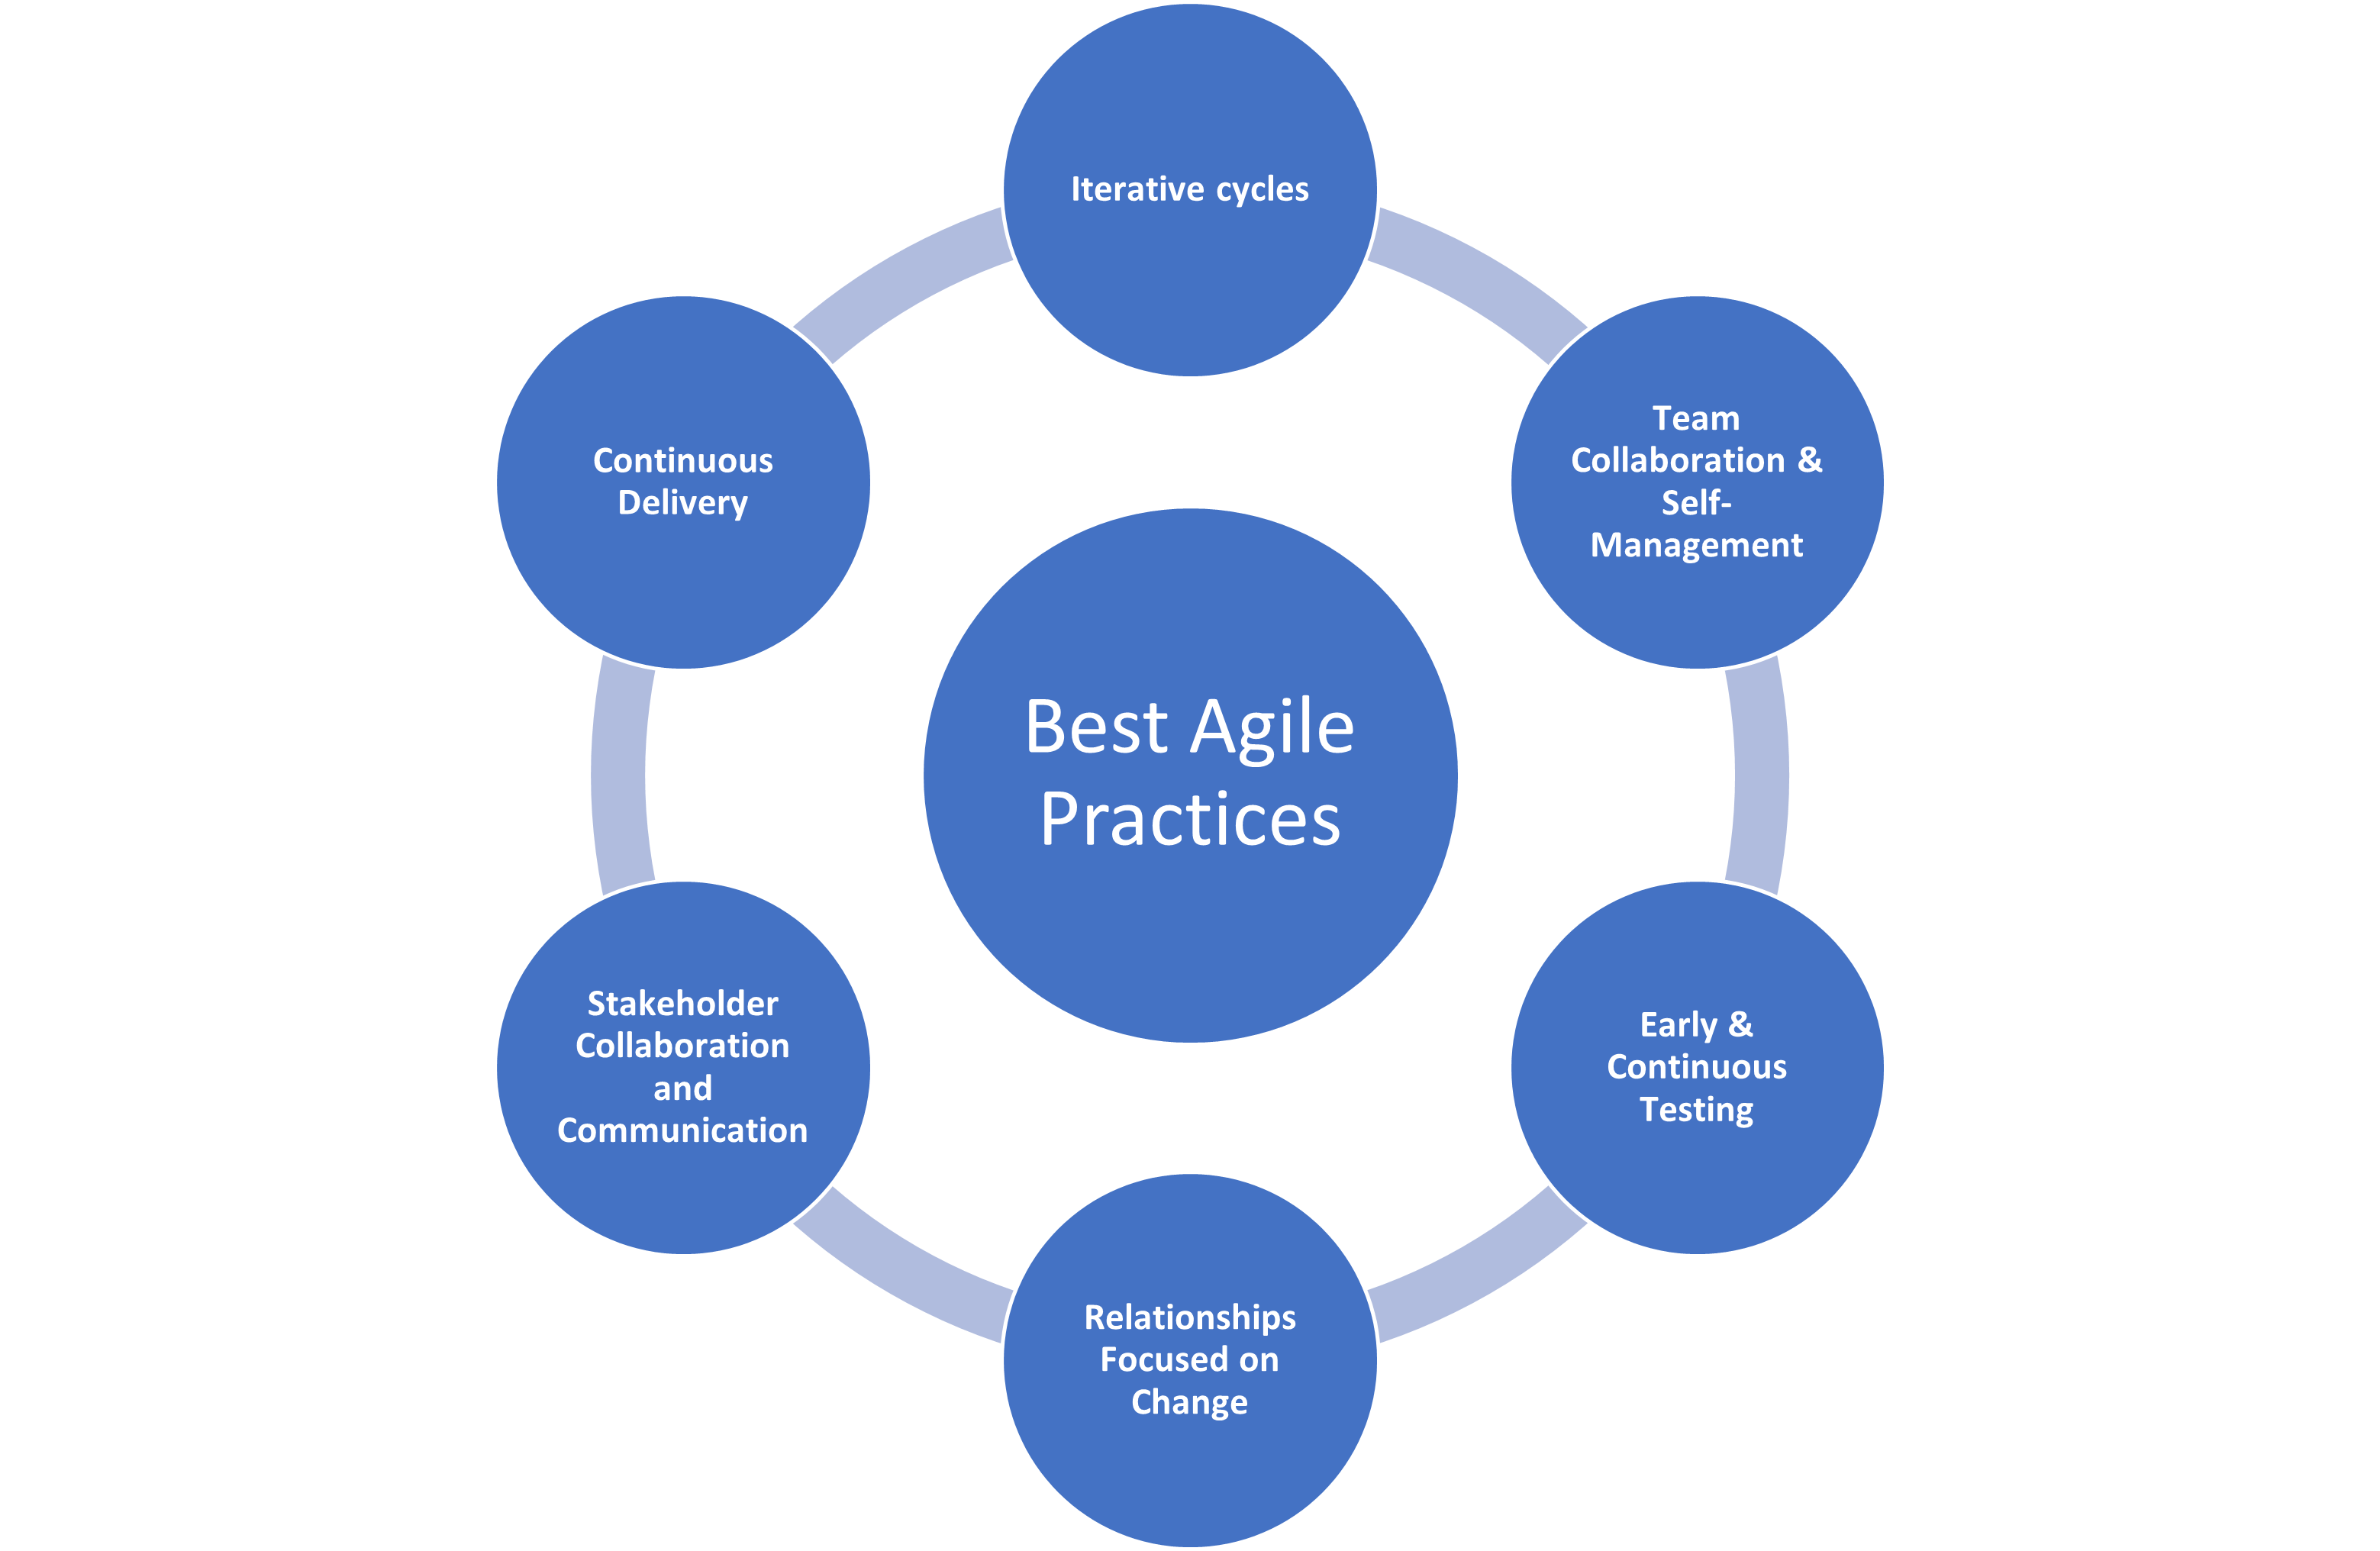 Iterative cycles
Team
Collaboration &
Self-
Management
Early &
Continuous
Testing
Relationships
Focused on
Change
Stakeholder
Collaboration
and
Communication
Continuous
Delivery
Best Agile
Practices